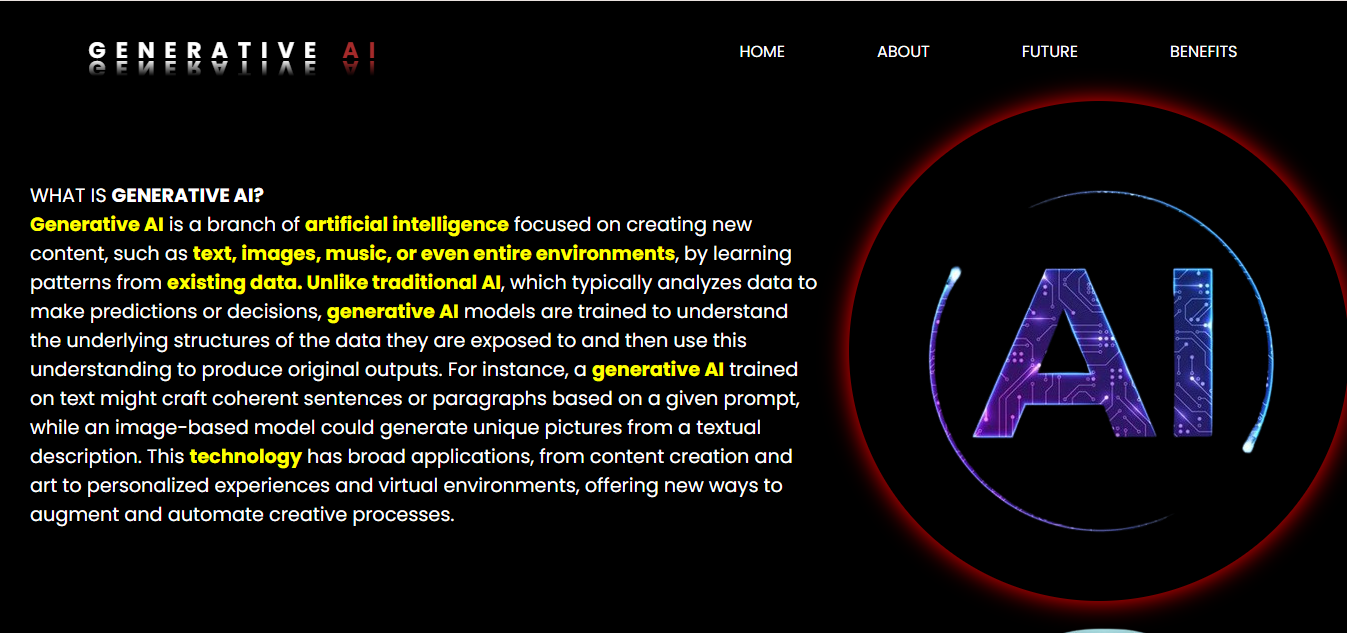 GENERATIVE AI
HOME ABOUT FUTURE BENEFITS
WHAT IS GENERATIVE AI?
Generative AI is a branch of artificial intelligence focused on creating new
content, such as text, images, music, or even entire environments, by learning
patterns from existing data. Unlike traditional AI, which typically analyzes data to
make predictions or decisions, generative AI models are trained to understand
the underlying structures of the data they are exposed to and then use this
understanding to produce original outputs. For instance, a generative AI trained
on text might craft coherent sentences or paragraphs based on a given prompt,
while an image-based model could generate unique pictures from a textual
description. This technology has broad applications, from content creation and
art to personalized experiences and virtual environments, offering new ways to
augment and automate creative processes.
AI